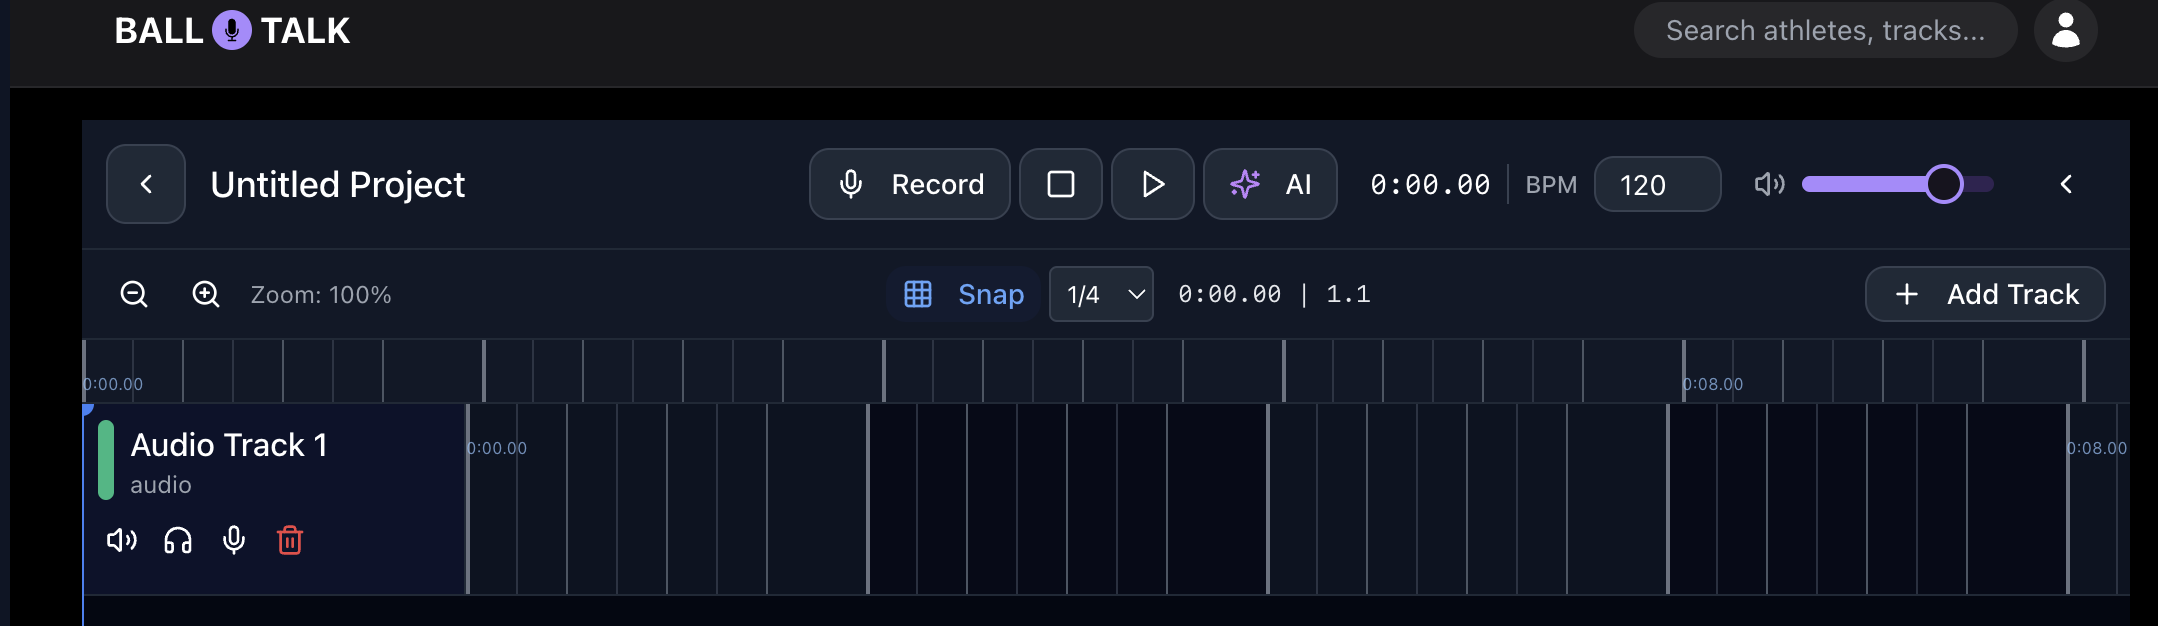 BALL TALK
Search athletes, tracks...
Untitled Project
Record
AI
0:00.00
BPM
120
Zoom: 100%
Snap
1/4
0:00.00 | 1.1
Add Track
0:00.00
0:08.00
Audio Track 1
audio
0:00.00
0:08.00